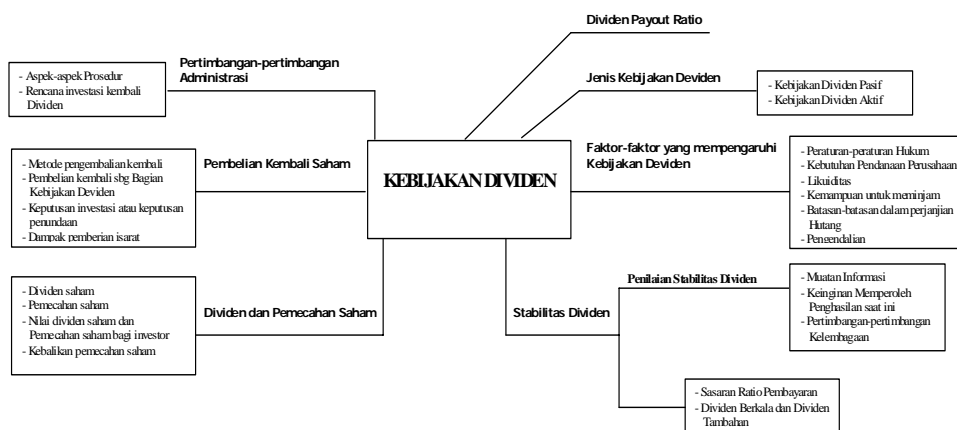 Dividen Payout Ratio
Pertimbangan-pertimbangan
Administrasi
- Aspek-aspek Prosedur
- Rencana investasi kembali
Dividen
Jenis Kebijakan Deviden
- Kebijakan Dividen Pasif
- Kebijakan Dividen Aktif
KEBIJAKAN DIVIDEN
Pembelian Kembali Saham
- Metode pengembalian kembali
- Pembelian kembali sbg Bagian
Kebijakan Deviden
- Keputusan investasi atau keputusan
penundaan
- Dampak pemberian isarat
Faktor-faktor yang mempengaruhi
Kebijakan Deviden
- Peraturan-peraturan Hukum
- Kebutuhan Pendanaan Perusahaan
- Likuiditas
- Kemampuan untuk meminjam
- Batasan-batasan dalam perjanjian
Hutang
- Pengendalian
Dividen dan Pemecahan Saham
- Dividen saham
- Pemecahan saham
- Nilai dividen saham dan
Pemecahan saham bagi investor
- Kebalikan pemecahan saham
Stabilitas Dividen
Penilaian Stabilitas Dividen
- Muatan Informasi
- Keinginan Memperoleh
Penghasilan saat ini
- Pertimbangan-pertimbangan
Kelembagaan
- Sasaran Ratio Pembayaran
- Dividen Berkala dan Dividen
Tambahan